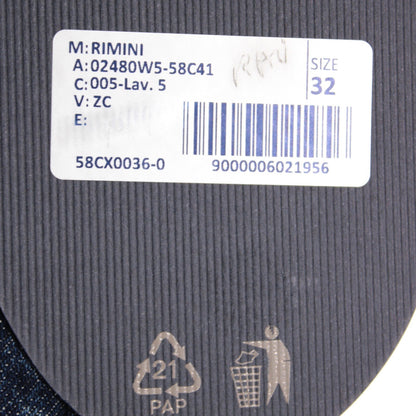 M: RIMINI
A: 02480W5-58C41
C: 005-Lav. 5
V: ZC
E:
58CX0036-0
9000006021956
SIZE
32
21
PAP